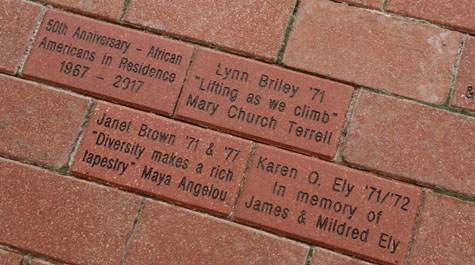 50th Anniversary - African
Americans in Residence
1967 - 2017
Lynn Briley '71
"Lifting as we climb"
Mary Church Terrell
Janet Brown '71 & '77
"Diversity makes a rich
tapestry" Maya Angelou
Karen O. Ely '71/'72
In memory of
James & Mildred Ely
&